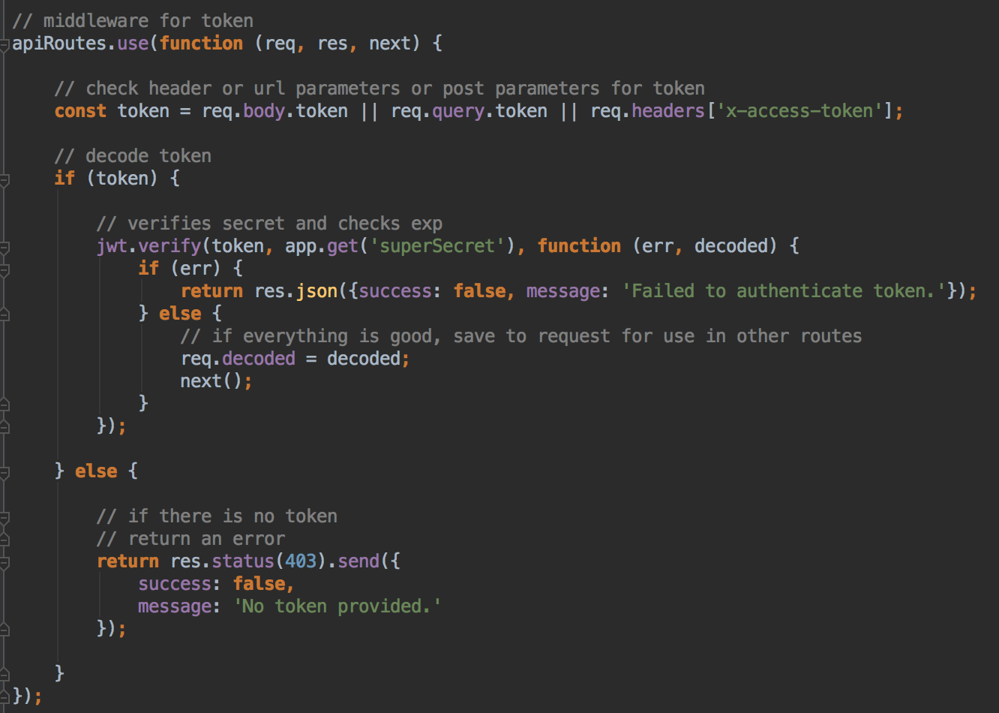 // middleware for token
apiRoutes.use(function (req, res, next) {
// check header or url parameters or post parameters for token
const token = req.body.token || req.query.token || req.headers['x-access-token'];
// decode token
if (token) {
// verifies secret and checks exp
jwt.verify(token, app.get('superSecret'), function (err, decoded) {
if (err) {
return res.json({success: false, message: 'Failed to authenticate token.'});
} else {
// if everything is good, save to request for use in other routes
req.decoded = decoded;
next();
}
});
} else {
// if there is no token
// return an error
return res.status(403).send({
success: false,
message: 'No token provided.'
});
}
});